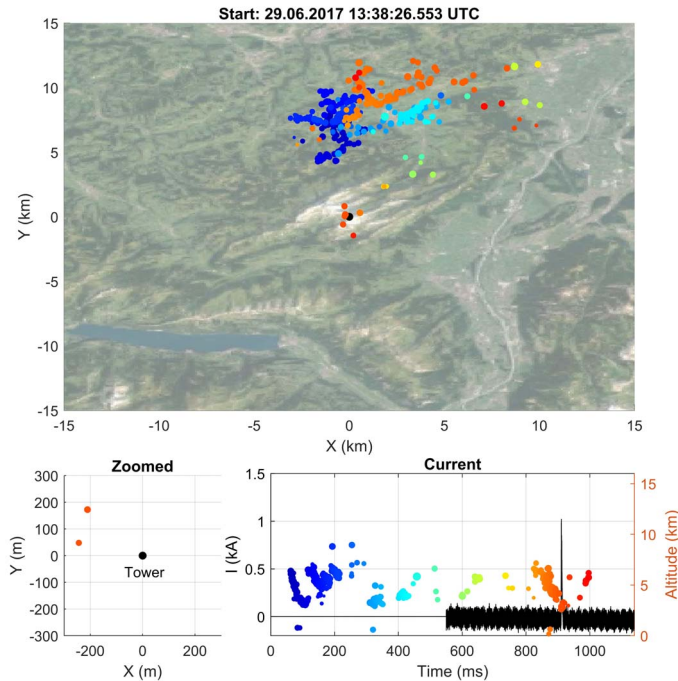 Start: 29.06.2017 13:38:26.553 UTC
15
10
5
0
-5
-10
-15
Y (km)
-15 -10 -5 0 5 10 15
X (km)
Zoomed
300
200
100
0
-100
-200
-300
Y (m)
Tower
-200 0 200
X (m)
Current
1.5
1
0.5
0
I (kA)
15
10
5
0
Altitude (km)
0 200 400 600 800 1000
Time (ms)